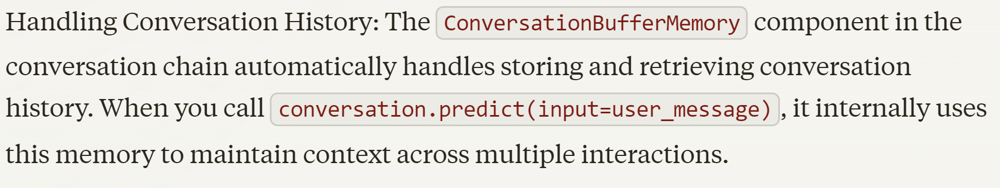 Handling Conversation History: The ConversationBufferMemory component in the
conversation chain automatically handles storing and retrieving conversation
history. When you call conversation.predict(input=user_message), it internally uses
this memory to maintain context across multiple interactions.